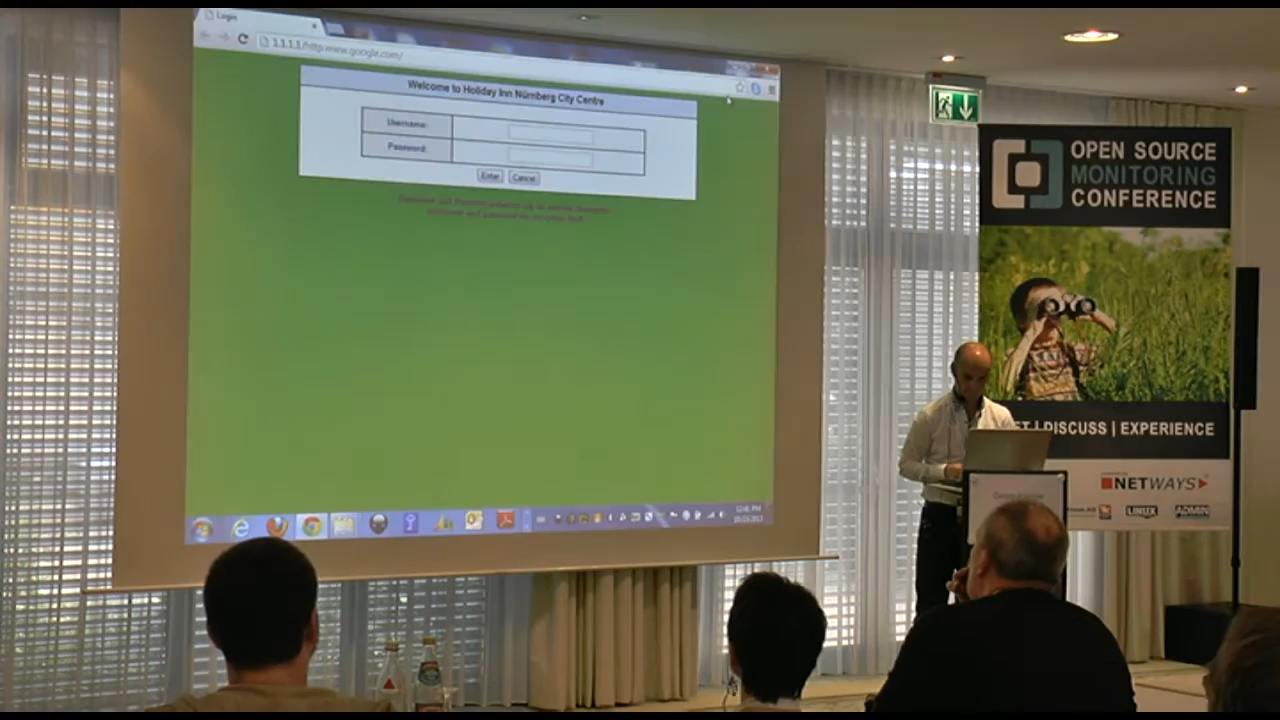 Login
1.1.1.1/http:www.google.com/
Welcome to Holiday Inn Nürnberg City Centre
Username:
Password:
Enter Cancel
OPEN SOURCE
MONITORING
CONFERENCE
DISCUSS | EXPERIENCE
NETWAYS
LINUX
ADMIN